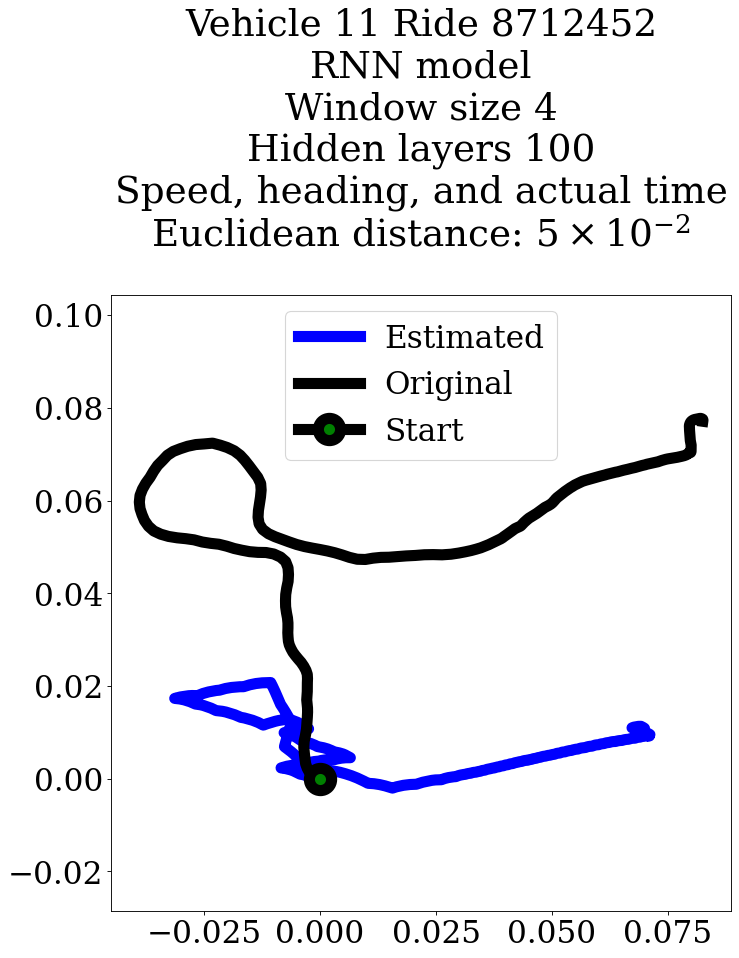 Vehicle 11 Ride 8712452
RNN model
Window size 4
Hidden layers 100
Speed, heading, and actual time
Euclidean distance: 5 × 10⁻²
Estimated
Original
Start
0.10
0.08
0.06
0.04
0.02
0.00
−0.02
−0.025 0.000 0.025 0.050 0.075